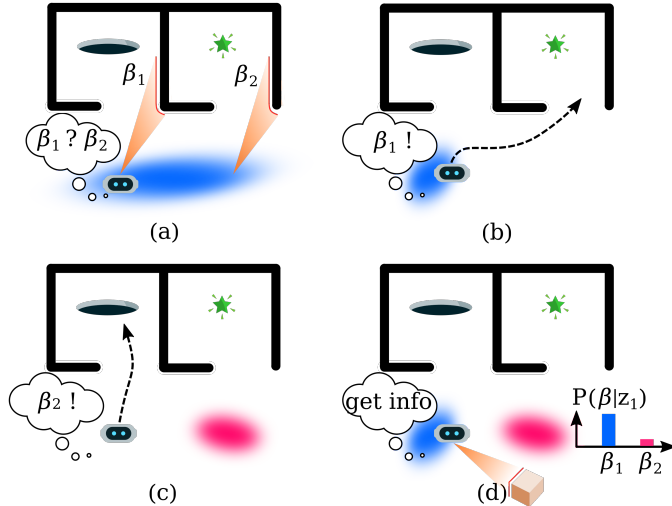 β₁
β₂
β₁ ? β₂
(a)
β₁ !
(b)
β₂ !
(c)
get info
P(β|z₁)
β₁ β₂
(d)